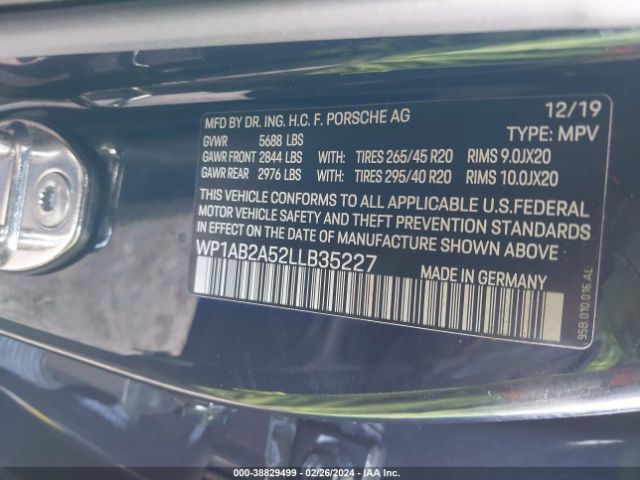 MFD BY DR. ING. H.C. F. PORSCHE AG 12/19
GVWR 5688 LBS TYPE: MPV
GAWR FRONT 2844 LBS WITH: TIRES 265/45 R20 RIMS 9.0JX20
GAWR REAR 2976 LBS WITH: TIRES 295/40 R20 RIMS 10.0JX20
THIS VEHICLE CONFORMS TO ALL APPLICABLE U.S.FEDERAL
MOTOR VEHICLE SAFETY AND THEFT PREVENTION STANDARDS
IN EFFECT ON THE DATE OF MANUFACTURE SHOWN ABOVE
WP1AB2A52LLB35227 MADE IN GERMANY
95B.010.016.AL
000-38829499 - 02/26/2024 - IAA Inc.